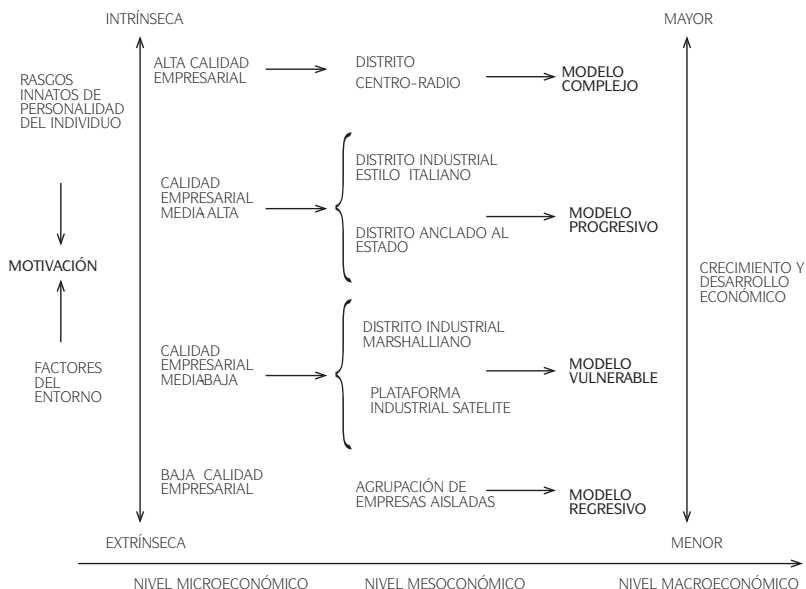 INTRÍNSECA
MAYOR
ALTA CALIDAD
EMPRESARIAL
DISTRITO
CENTRO-RADIO
MODELO
COMPLEJO
RASGOS
INNATOS DE
PERSONALIDAD
DEL INDIVIDUO
CALIDAD
EMPRESARIAL
MEDIA ALTA
DISTRITO INDUSTRIAL
ESTILO ITALIANO
DISTRITO ANCLADO AL
ESTADO
MODELO
PROGRESIVO
MOTIVACIÓN
CRECIMIENTO Y
DESARROLLO
ECONÓMICO
FACTORES
DEL
ENTORNO
CALIDAD
EMPRESARIAL
MEDIABAJA
DISTRITO INDUSTRIAL
MARSHALLIANO
PLATAFORMA
INDUSTRIAL SATELITE
MODELO
VULNERABLE
BAJA CALIDAD
EMPRESARIAL
AGRUPACIÓN DE
EMPRESAS AISLADAS
MODELO
REGRESIVO
EXTRÍNSECA
MENOR
NIVEL MICROECONÓMICO
NIVEL MESOCONÓMICO
NIVEL MACROECONÓMICO